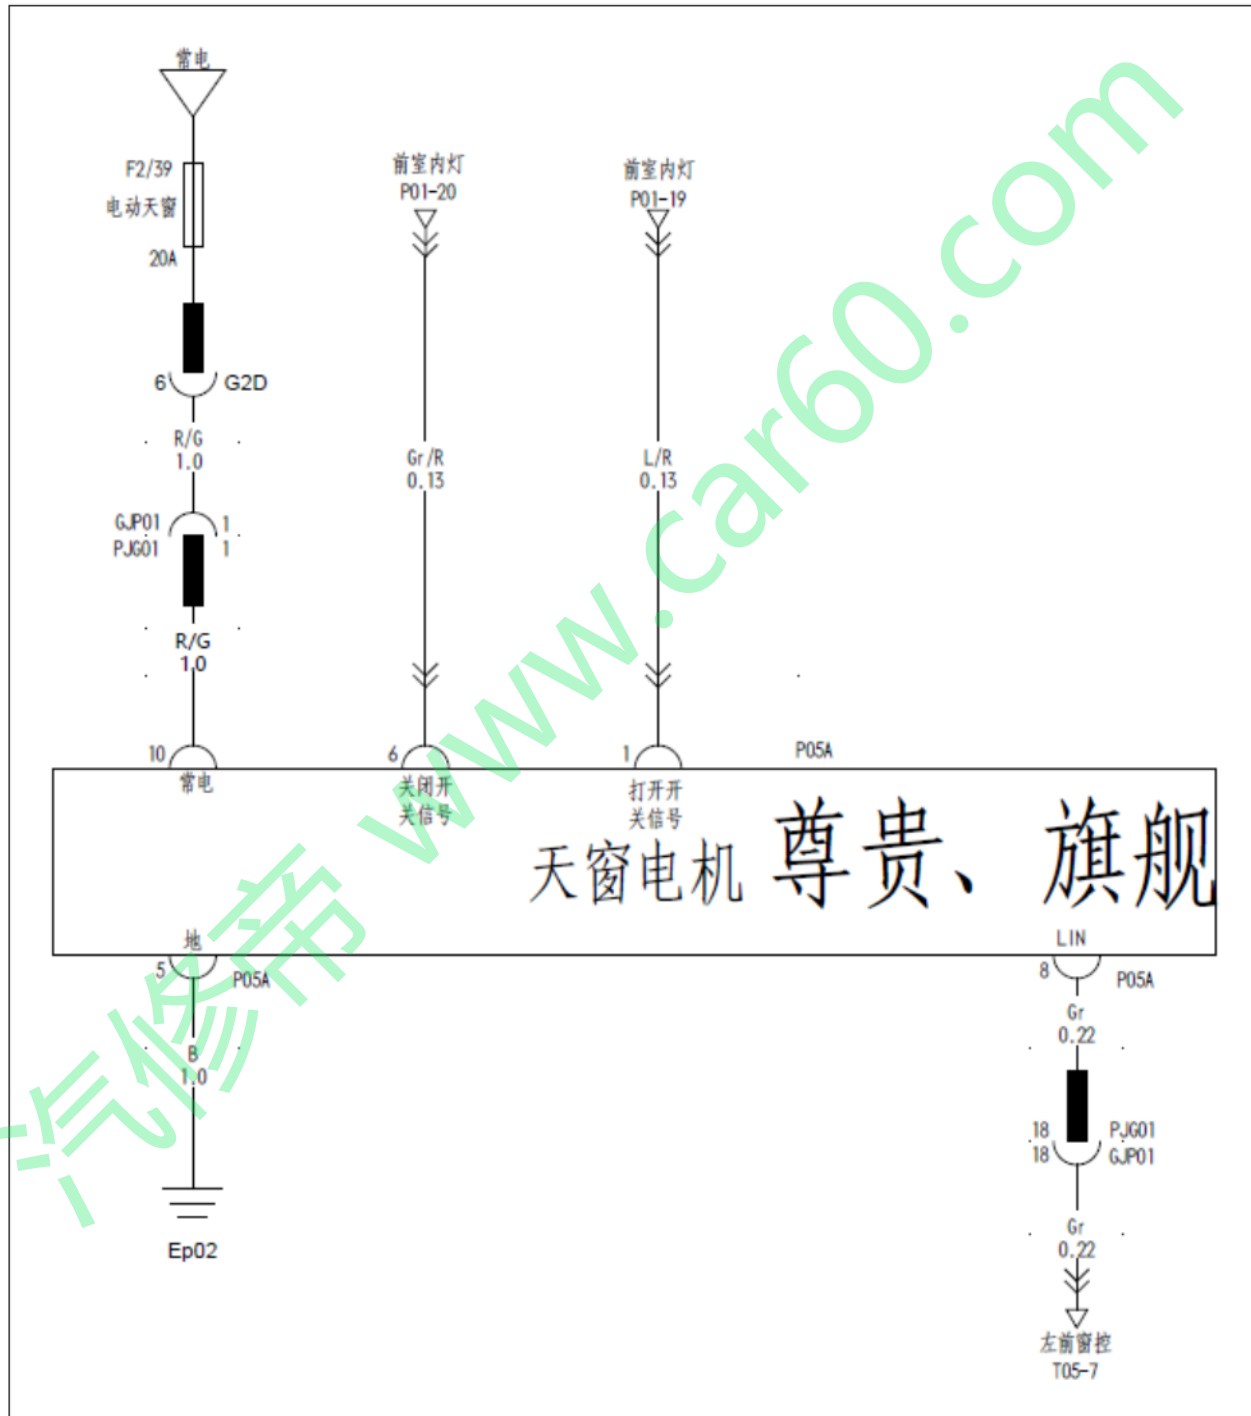 常电
F2/39
电动天窗
20A
前室内灯
P01-20
前室内灯
P01-19
6
G2D
R/G
1.0
Gr/R
0.13
L/R
0.13
GJP01
1
PJG01
1
R/G
1.0
10
6
1
P05A
常电
关闭开
关信号
打开开
关信号
天窗电机
尊贵、旗舰
地
LIN
5
P05A
8
P05A
B
1.0
Gr
0.22
18
PJG01
18
GJP01
Ep02
Gr
0.22
左前窗控
T05-7
汽修帝 www.car60.com